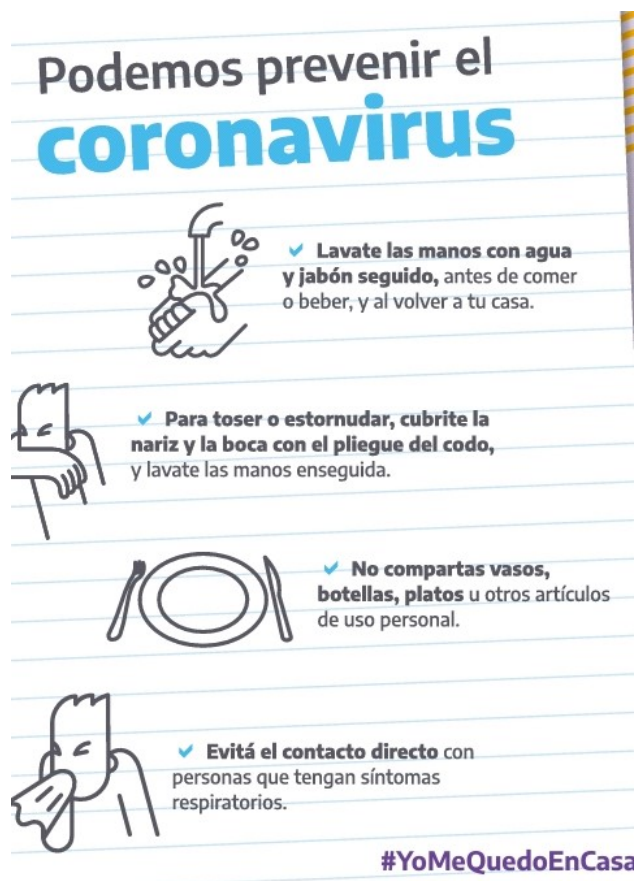 Podemos prevenir el
coronavirus
Lavate las manos con agua
y jabón seguido, antes de comer
o beber, y al volver a tu casa.
Para toser o estornudar, cubrite la
nariz y la boca con el pliegue del codo,
y lavate las manos enseguida.
No compartas vasos,
botellas, platos u otros artículos
de uso personal.
Evitá el contacto directo con
personas que tengan síntomas
respiratorios.
#YoMeQuedoEnCasa